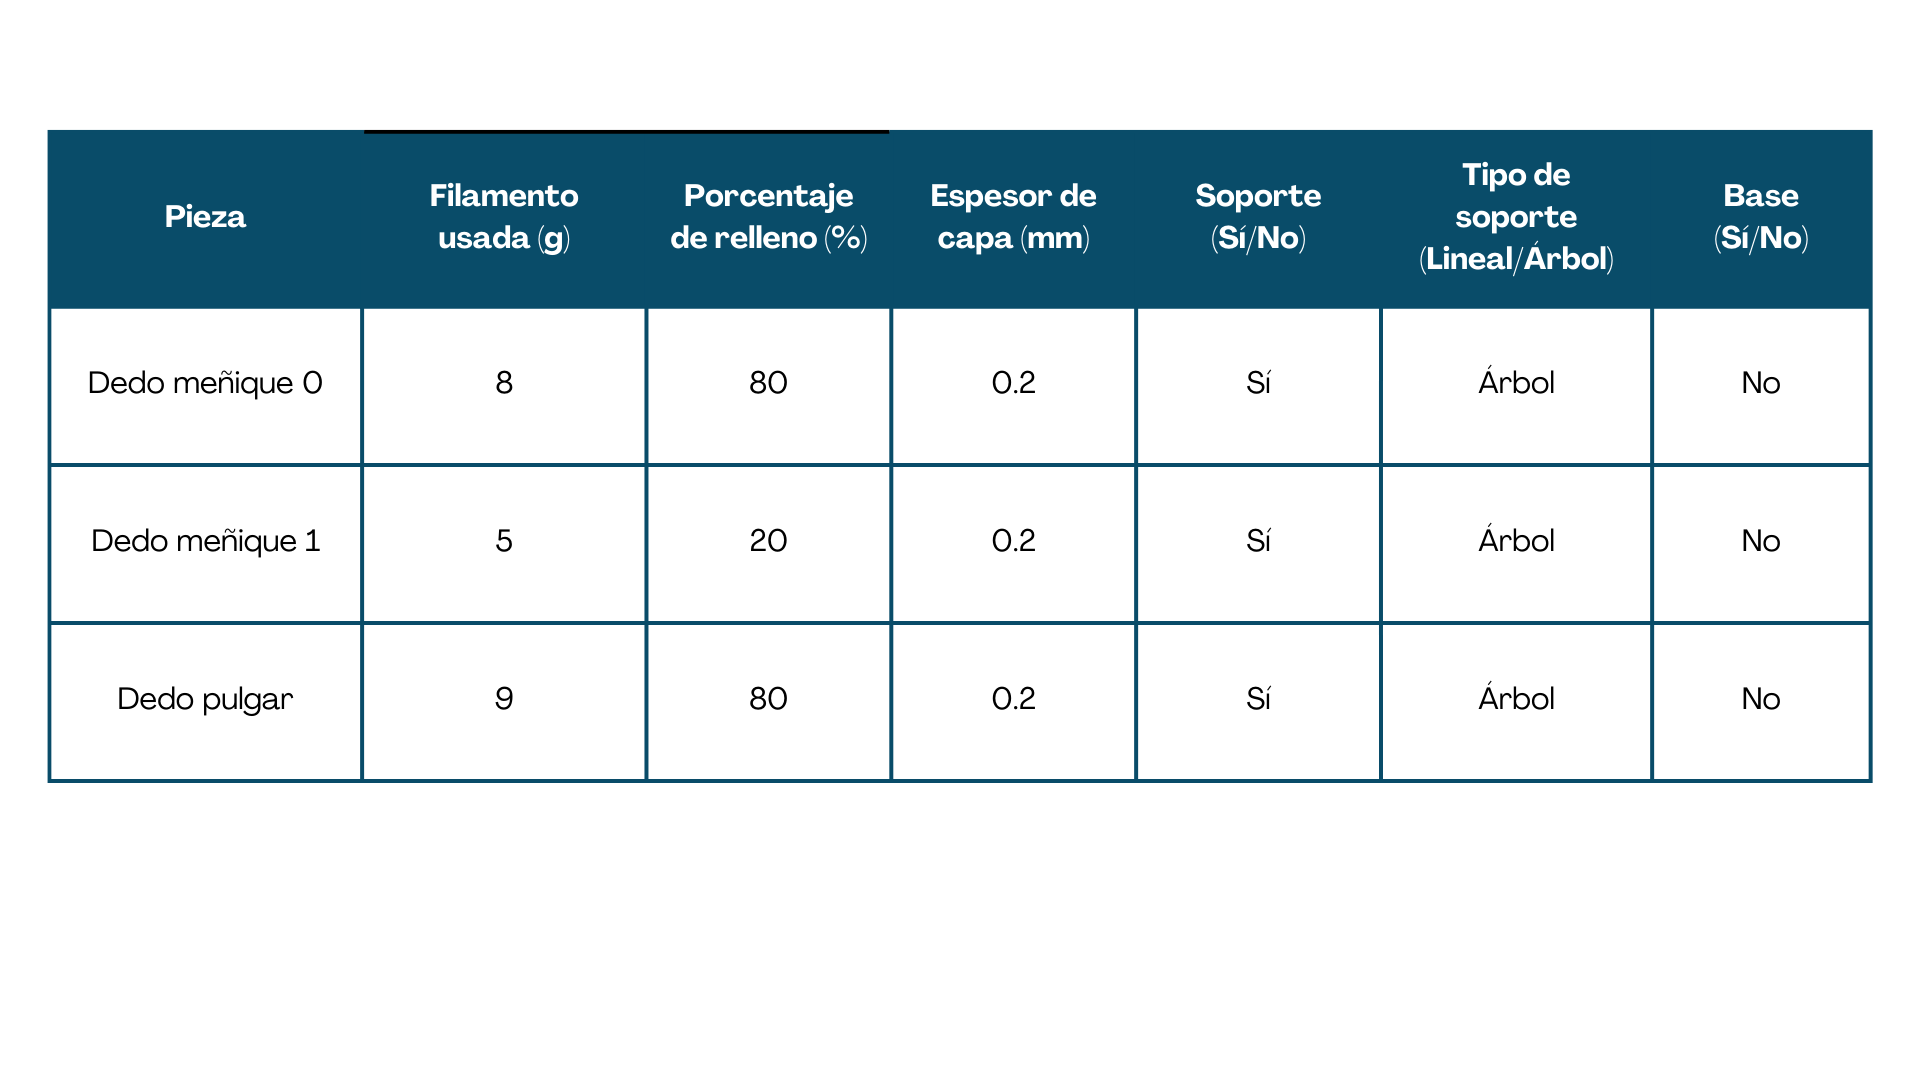 Pieza
Filamento
usada (g)
Porcentaje
de relleno (%)
Espesor de
capa (mm)
Soporte
(Sí/No)
Tipo de
soporte
(Lineal/Árbol)
Base
(Sí/No)
Dedo meñique 0 8 80 0.2 Sí Árbol No
Dedo meñique 1 5 20 0.2 Sí Árbol No
Dedo pulgar 9 80 0.2 Sí Árbol No